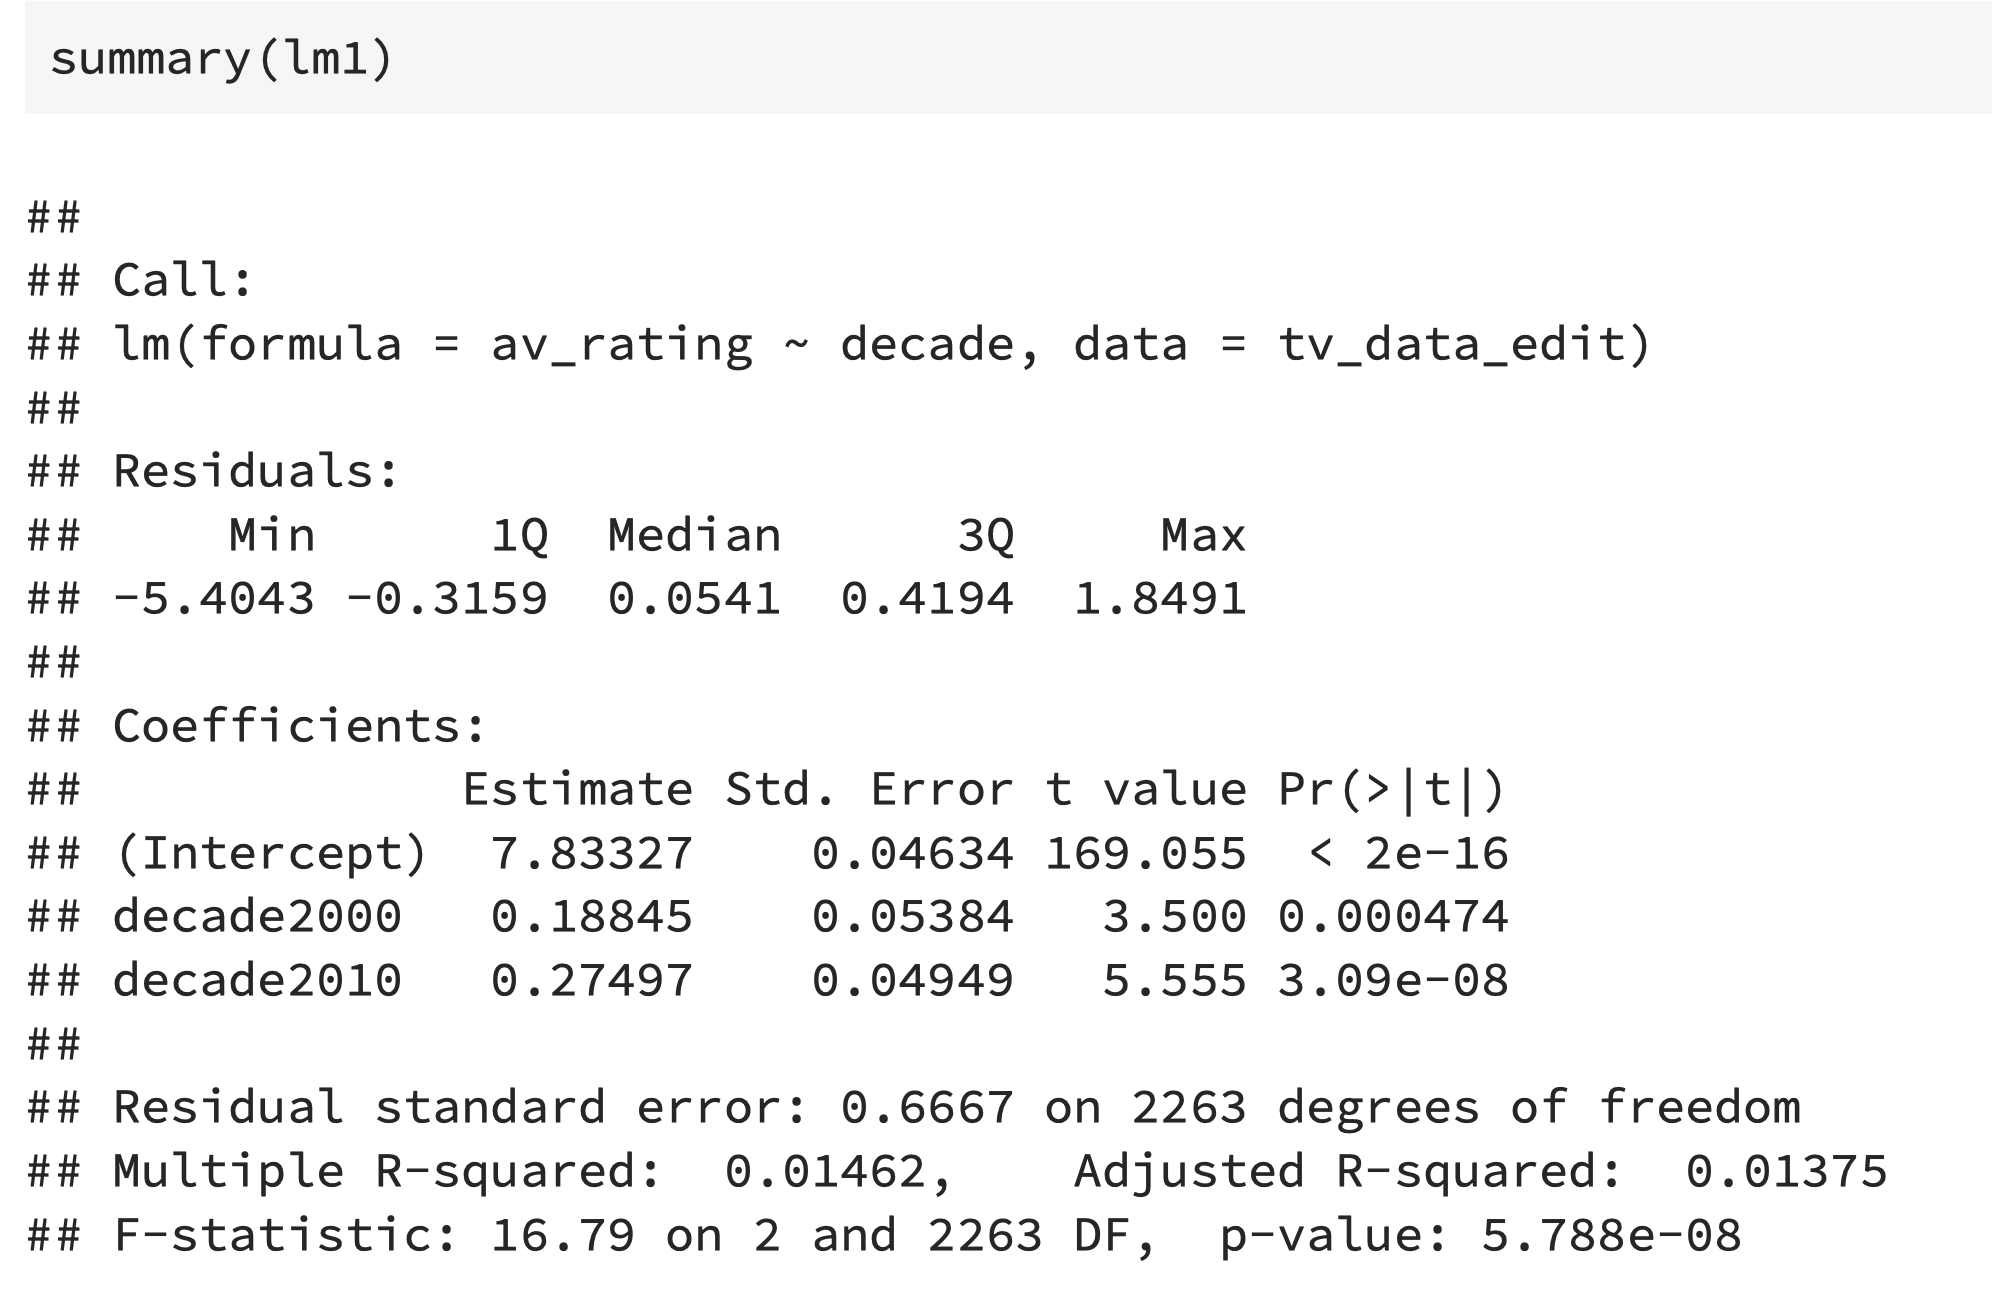 summary(lm1)
##
## Call:
## lm(formula = av_rating ~ decade, data = tv_data_edit)
##
## Residuals:
##     Min      1Q  Median      3Q     Max
## -5.4043 -0.3159  0.0541  0.4194  1.8491
##
## Coefficients:
##             Estimate Std. Error t value Pr(>|t|)
## (Intercept)  7.83327    0.04634 169.055  < 2e-16
## decade2000   0.18845    0.05384   3.500 0.000474
## decade2010   0.27497    0.04949   5.555 3.09e-08
##
## Residual standard error: 0.6667 on 2263 degrees of freedom
## Multiple R-squared:  0.01462,    Adjusted R-squared:  0.01375
## F-statistic: 16.79 on 2 and 2263 DF,  p-value: 5.788e-08